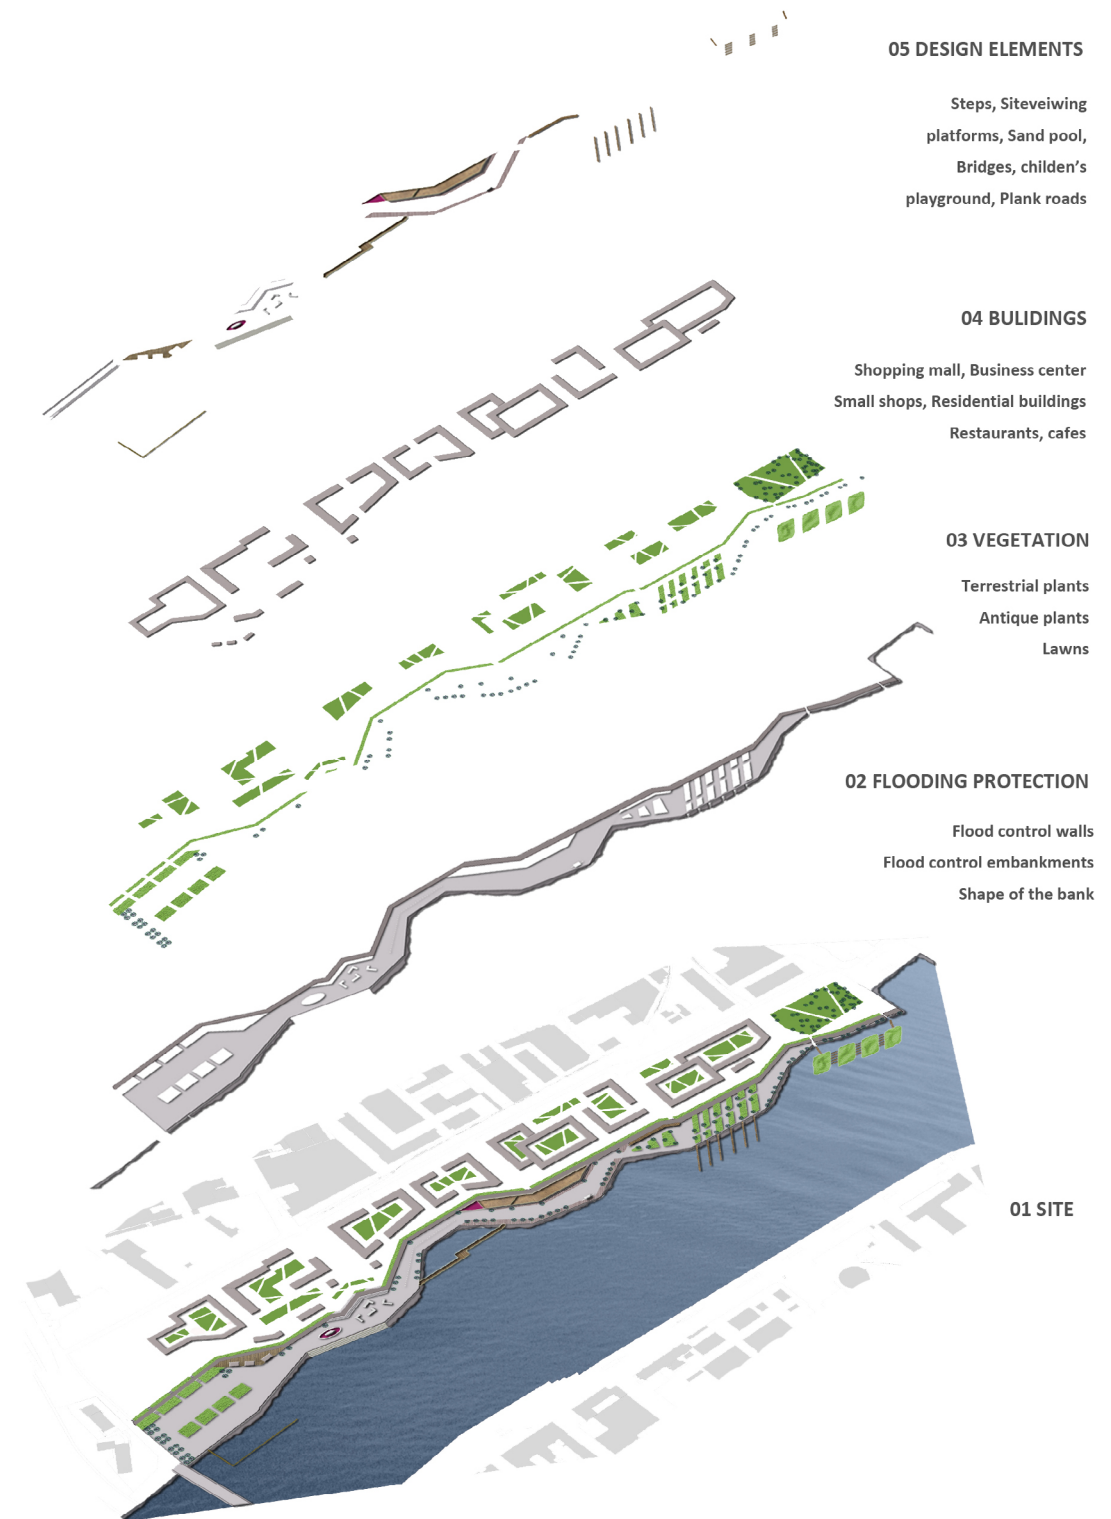 05 DESIGN ELEMENTS
Steps, Siteveiwing
platforms, Sand pool,
Bridges, childen's
playground, Plank roads
04 BULIDINGS
Shopping mall, Business center
Small shops, Residential buildings
Restaurants, cafes
03 VEGETATION
Terrestrial plants
Antique plants
Lawns
02 FLOODING PROTECTION
Flood control walls
Flood control embankments
Shape of the bank
01 SITE